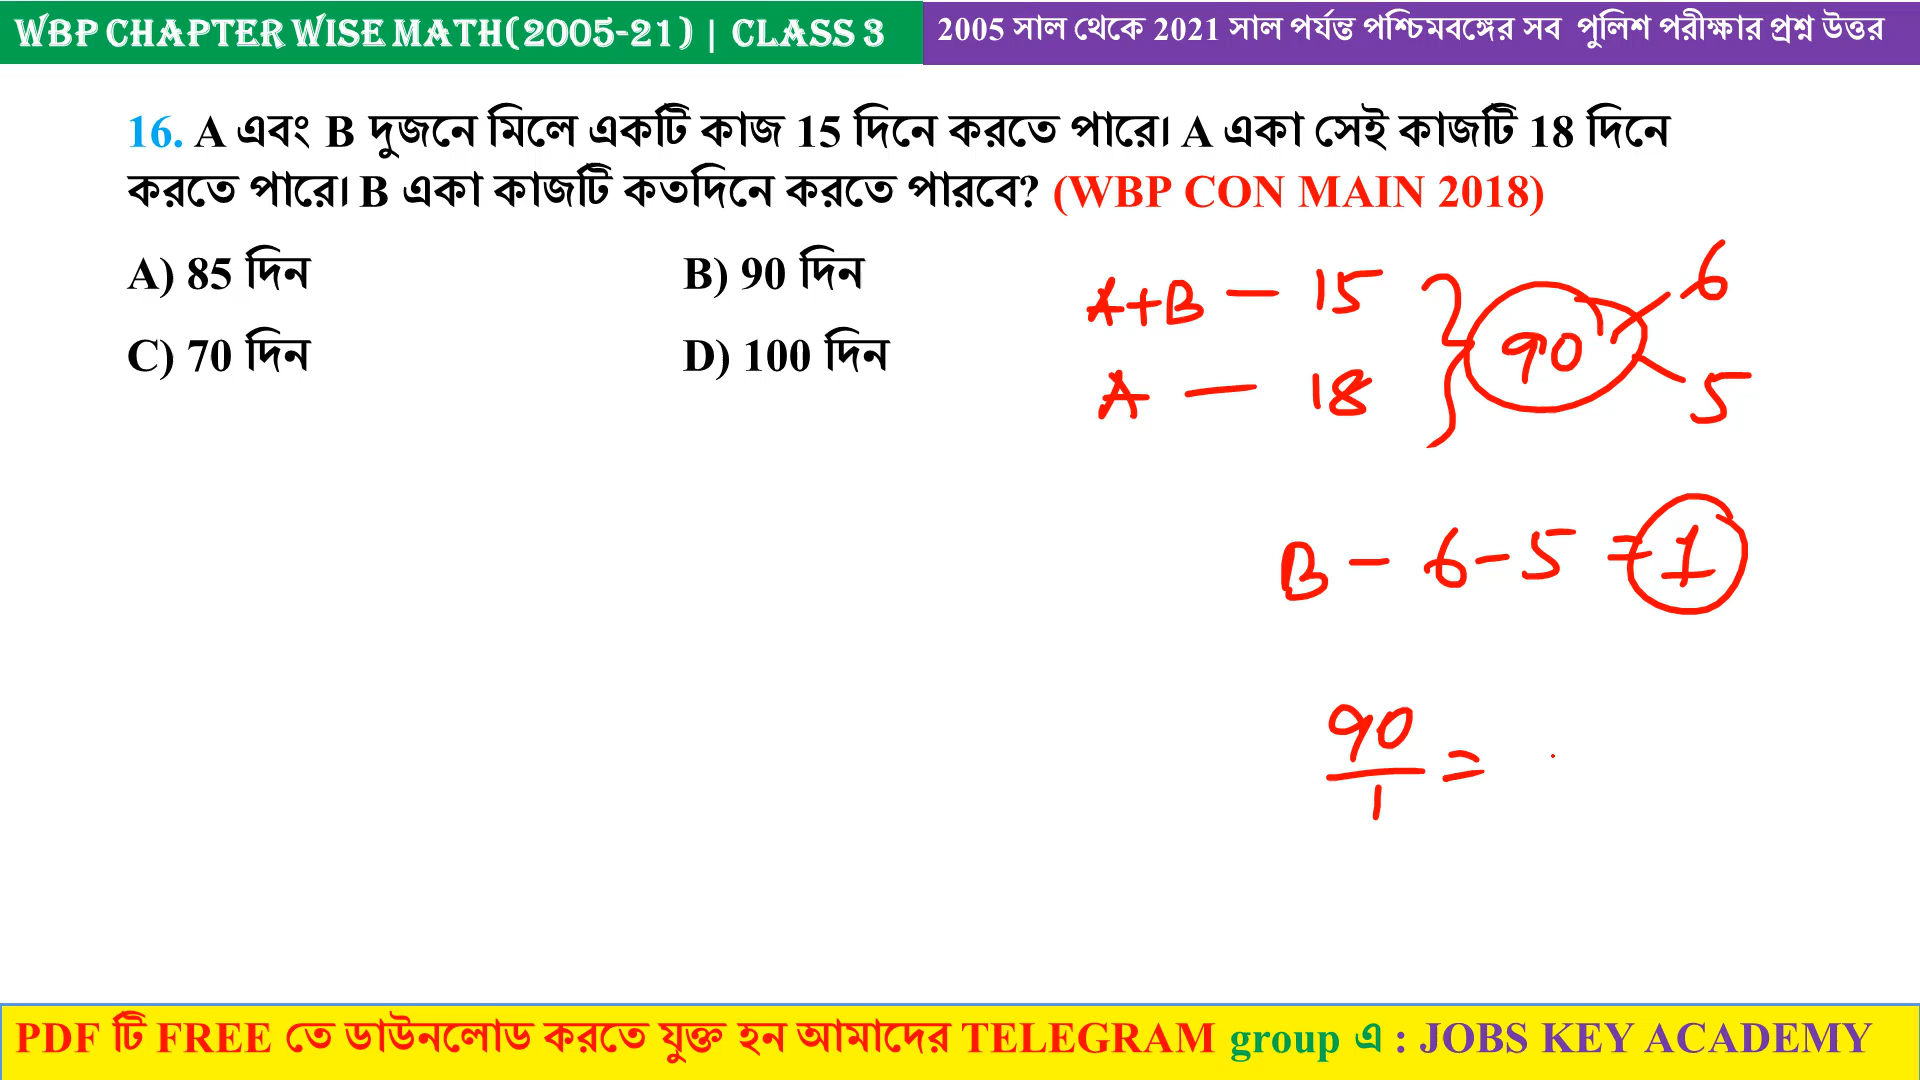 WBP CHAPTER WISE MATH(2005-21) | CLASS 3
2005 সাল থেকে 2021 সাল পর্যন্ত পশ্চিমবঙ্গের সব পুলিশ পরীক্ষার প্রশ্ন উত্তর
16. A এবং B দুজনে মিলে একটি কাজ 15 দিনে করতে পারে। A একা সেই কাজটি 18 দিনে
করতে পারে। B একা কাজটি কতদিনে করতে পারবে? (WBP CON MAIN 2018)
A) 85 দিন B) 90 দিন
C) 70 দিন D) 100 দিন
A+B — 15
A — 18
90
6
5
B – 6-5 = 1
90
1
=
PDF টি FREE তে ডাউনলোড করতে যুক্ত হন আমাদের TELEGRAM group এ : JOBS KEY ACADEMY